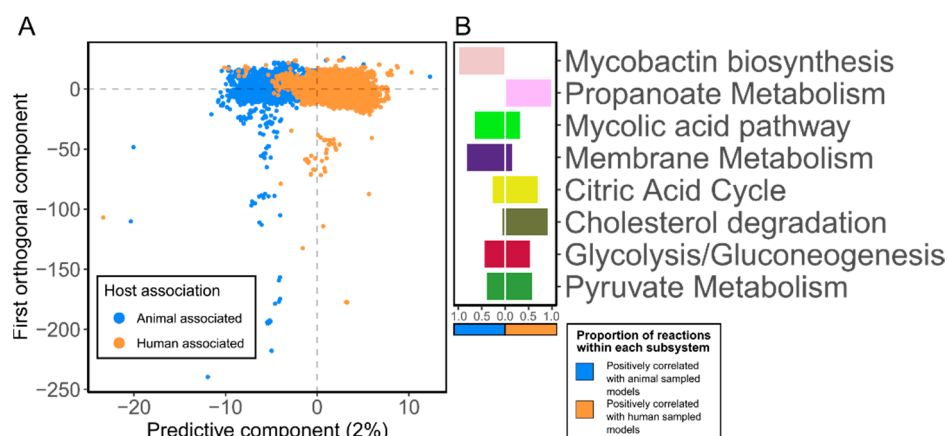 A
B
First orthogonal component
0
−50
−100
−150
−200
−250
Host association
Animal associated
Human associated
−20
−10
0
10
Predictive component (2%)
Mycobactin biosynthesis
Propanoate Metabolism
Mycolic acid pathway
Membrane Metabolism
Citric Acid Cycle
Cholesterol degradation
Glycolysis/Gluconeogenesis
Pyruvate Metabolism
1.0 0.5 0.0 0.5 1.0
Proportion of reactions
within each subsystem
Positively correlated
with animal sampled
models
Positively correlated
with human sampled
models